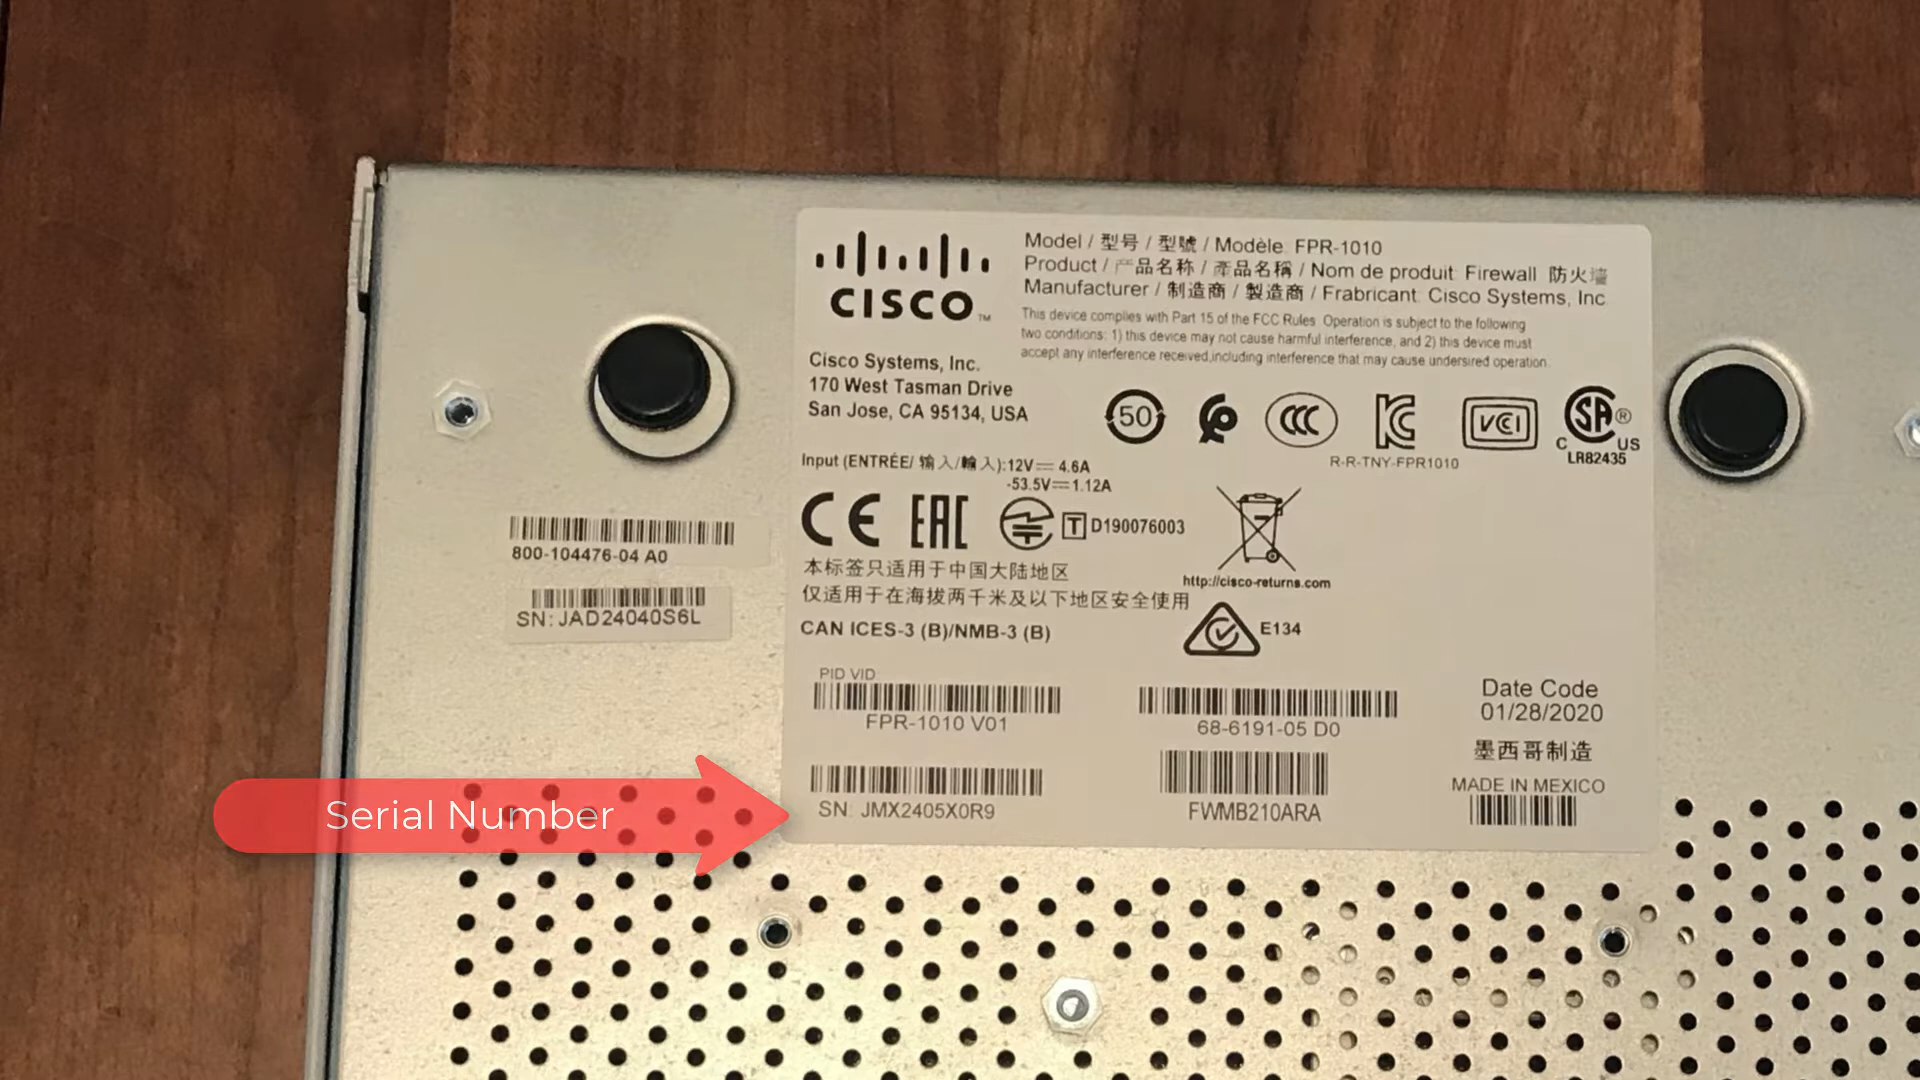 CISCO™
Model / 型号 / 型號 / Modèle: FPR-1010
Product / 产品名称 / 產品名稱 / Nom de produit: Firewall 防火墙
Manufacturer / 制造商 / 製造商 / Frabricant: Cisco Systems, Inc
This device complies with Part 15 of the FCC Rules. Operation is subject to the following
two conditions: 1) this device may not cause harmful interference, and 2) this device must
accept any interference received,including interference that may cause undersired operation.
Cisco Systems, Inc.
170 West Tasman Drive
San Jose, CA 95134, USA
50
CCC
VCCI
SA®
C US
LR82435
R-R-TNY-FPR1010
Input (ENTRÉE/ 输入/輸入):12V⎓ 4.6A
-53.5V⎓1.12A
CE EAC T D190076003
http://cisco-returns.com
本标签只适用于中国大陆地区
仅适用于在海拔两千米及以下地区安全使用
CAN ICES-3 (B)/NMB-3 (B)
E134
800-104476-04 A0
SN: JAD24040S6L
PID VID
FPR-1010 V01
68-6191-05 D0
Date Code
01/28/2020
墨西哥制造
MADE IN MEXICO
Serial Number
SN: JMX2405X0R9
FWMB210ARA